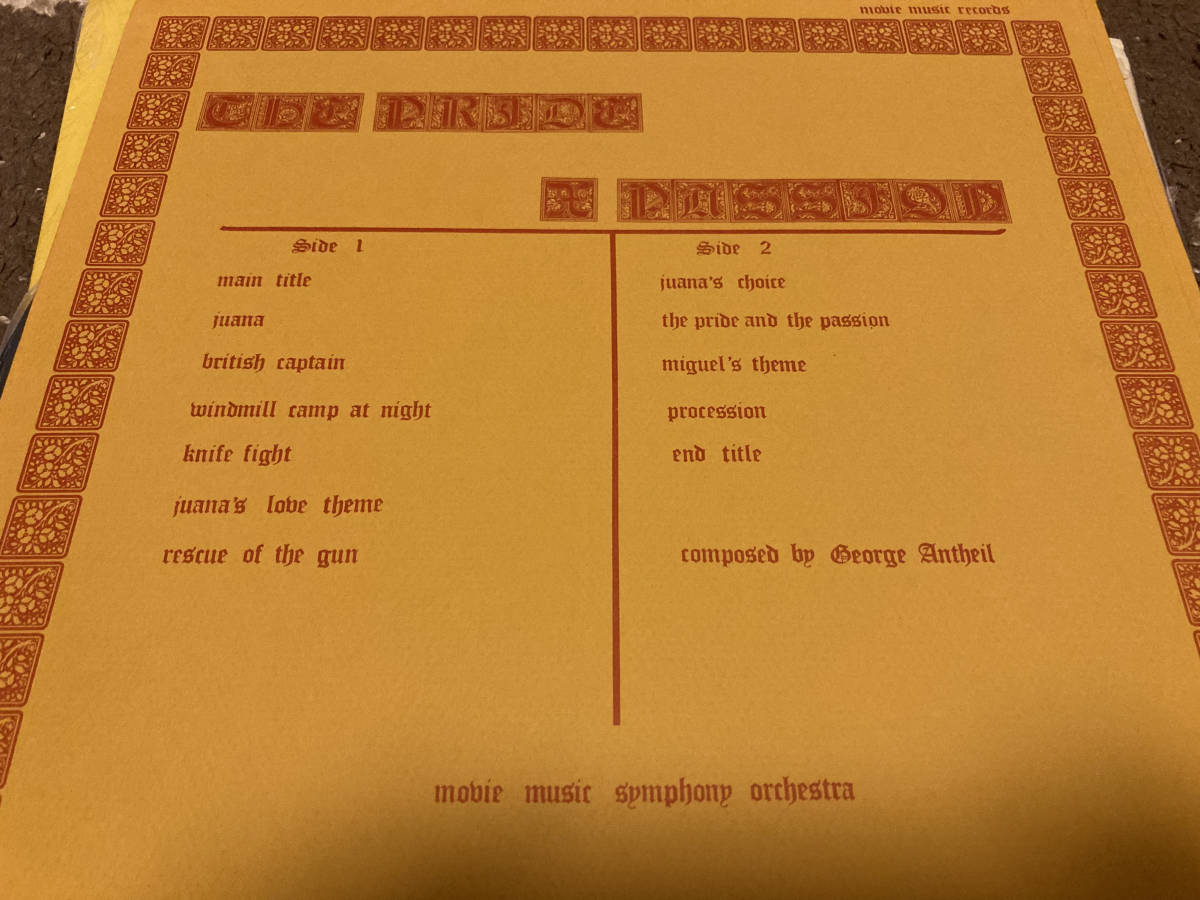 movie music records
THE PRIDE
& PASSION
Side 1
main title
juana
british captain
windmill camp at night
knife fight
juana's love theme
rescue of the gun
Side 2
juana's choice
the pride and the passion
miguel's theme
procession
end title
composed by George Antheil
movie music symphony orchestra